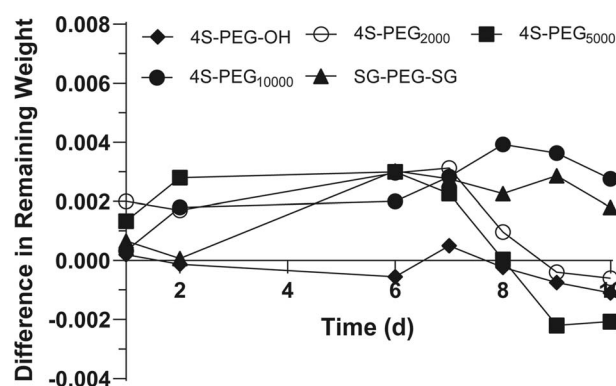 Difference in Remaining Weight
0.008
0.006
0.004
0.002
0.000
-0.002
-0.004
4S-PEG-OH
4S-PEG2000
4S-PEG5000
4S-PEG10000
SG-PEG-SG
2
4
6
8
Time (d)